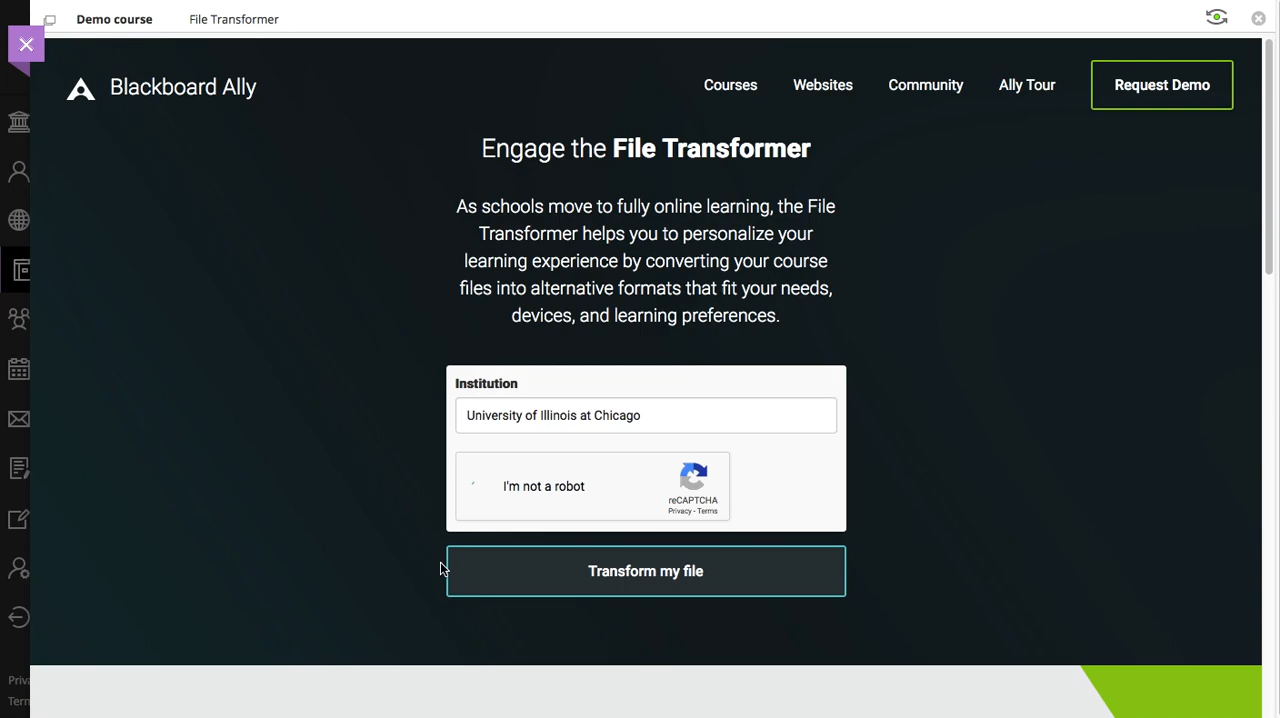 Demo course File Transformer
Blackboard Ally
Courses Websites Community Ally Tour Request Demo
Engage the File Transformer
As schools move to fully online learning, the File
Transformer helps you to personalize your
learning experience by converting your course
files into alternative formats that fit your needs,
devices, and learning preferences.
Institution
University of Illinois at Chicago
I'm not a robot
reCAPTCHA
Privacy - Terms
Transform my file
Priva
Term